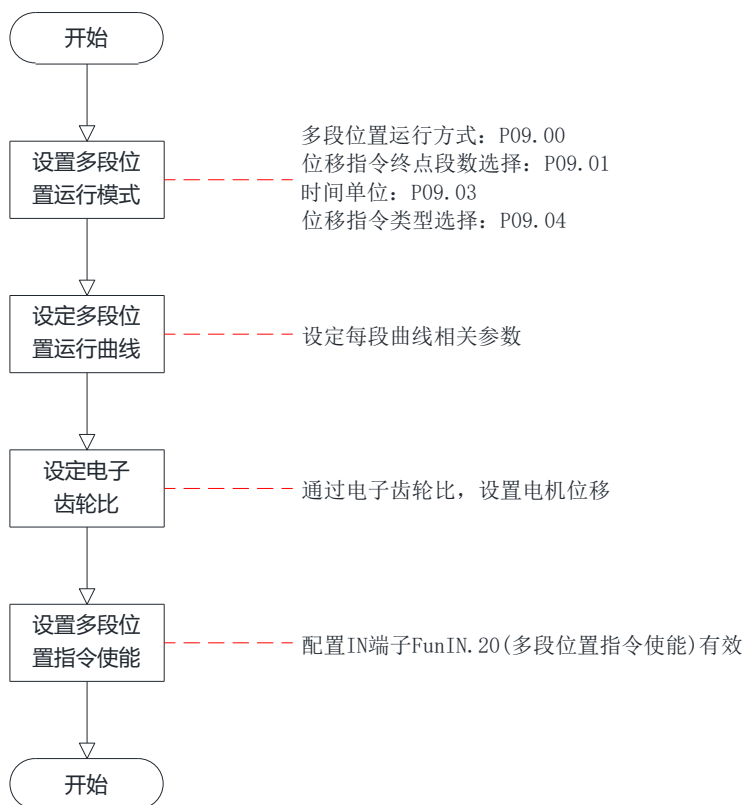 开始
设置多段位
置运行模式
多段位置运行方式：P09.00
位移指令终点段数选择：P09.01
时间单位：P09.03
位移指令类型选择：P09.04
设定多段位
置运行曲线
设定每段曲线相关参数
设定电子
齿轮比
通过电子齿轮比，设置电机位移
设置多段位
置指令使能
配置IN端子FunIN.20(多段位置指令使能)有效
开始